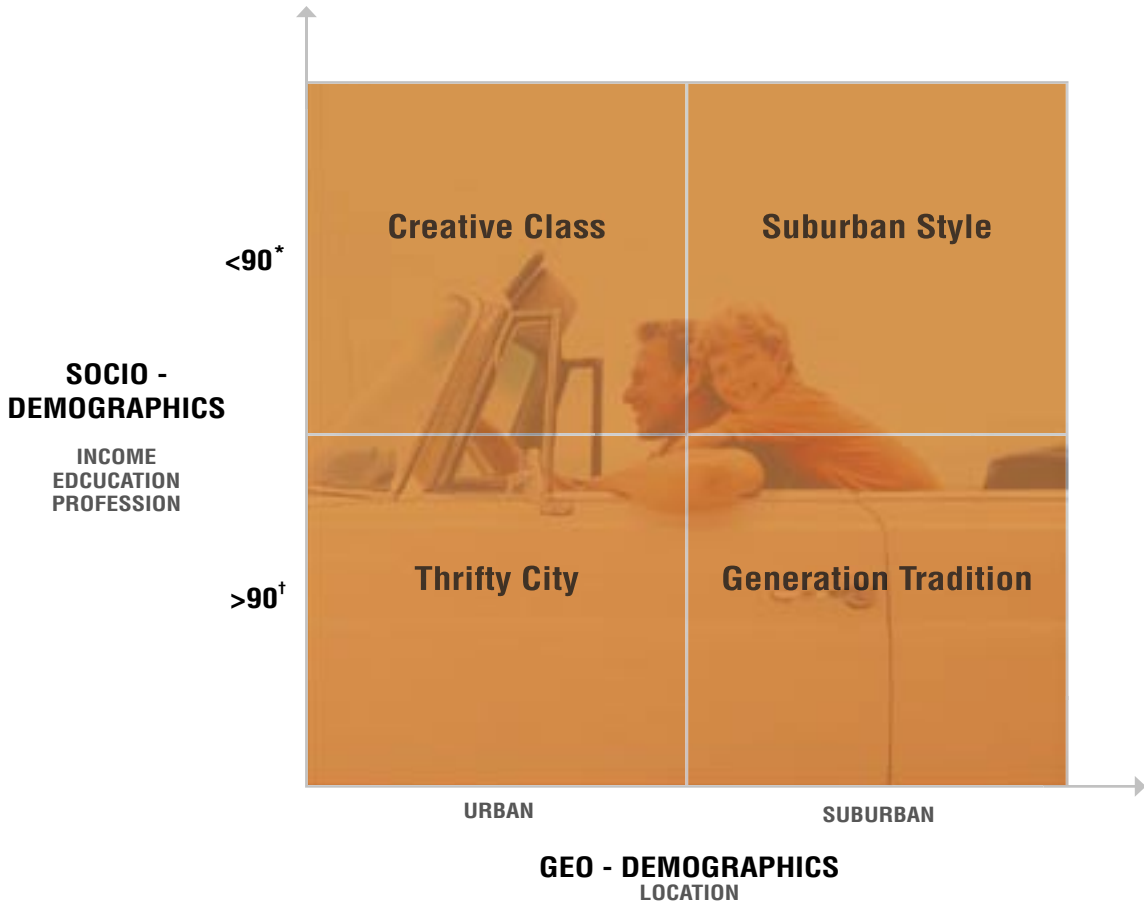 Creative Class
Suburban Style
<90*
SOCIO -
DEMOGRAPHICS
INCOME
EDCUCATION
PROFESSION
Thrifty City
Generation Tradition
>90†
URBAN
SUBURBAN
GEO - DEMOGRAPHICS
LOCATION